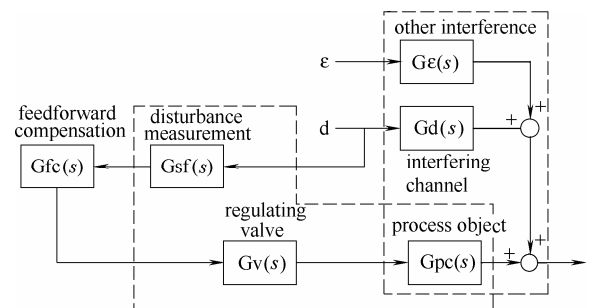 other interference
ε
Gε(s)
+
feedforward
compensation
disturbance
measurement
d
Gd(s)
+
Gfc(s)
Gsf(s)
interfering
channel
regulating
valve
process object
+
Gv(s)
Gpc(s)
+